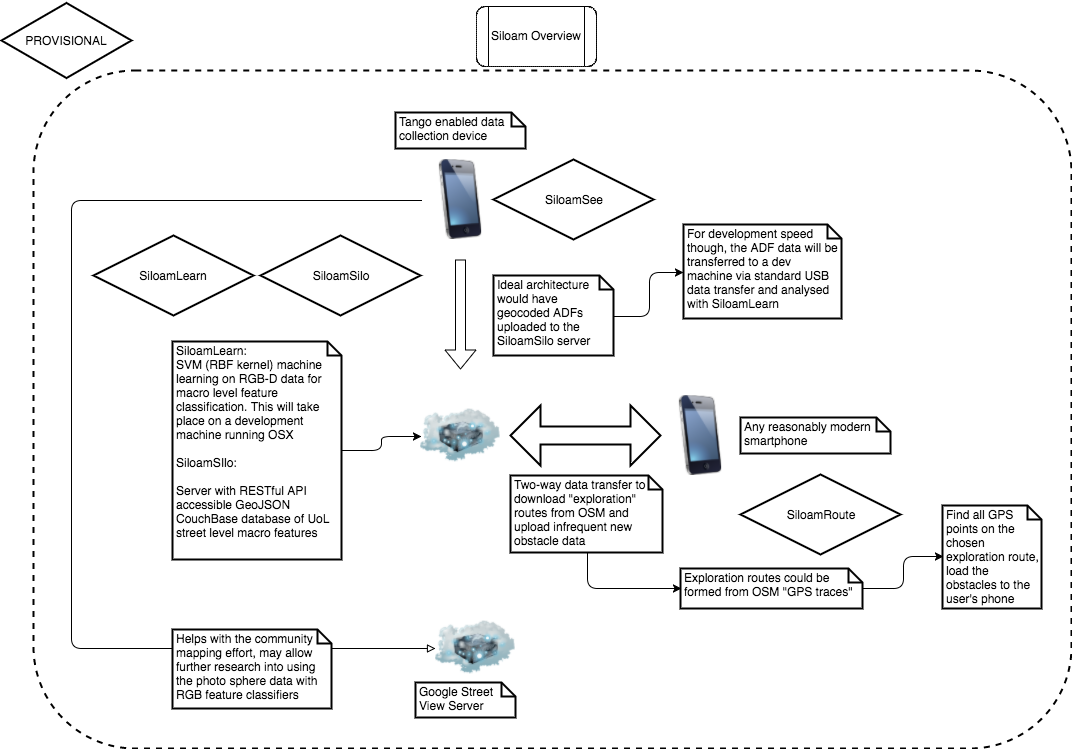 PROVISIONAL
Siloam Overview
Tango enabled data
collection device
SiloamSee
For development speed
though, the ADF data will be
transferred to a dev
machine via standard USB
data transfer and analysed
with SiloamLearn
SiloamLearn
SiloamSilo
Ideal architecture
would have
geocoded ADFs
uploaded to the
SiloamSilo server
SiloamLearn:
SVM (RBF kernel) machine
learning on RGB-D data for
macro level feature
classification. This will take
place on a development
machine running OSX
SiloamSIlo:
Server with RESTful API
accessible GeoJSON
CouchBase database of UoL
street level macro features
Any reasonably modern
smartphone
Two-way data transfer to
download "exploration"
routes from OSM and
upload infrequent new
obstacle data
SiloamRoute
Find all GPS
points on the
chosen
exploration route,
load the
obstacles to the
user's phone
Exploration routes could be
formed from OSM "GPS traces"
Helps with the community
mapping effort, may allow
further research into using
the photo sphere data with
RGB feature classifiers
Google Street
View Server